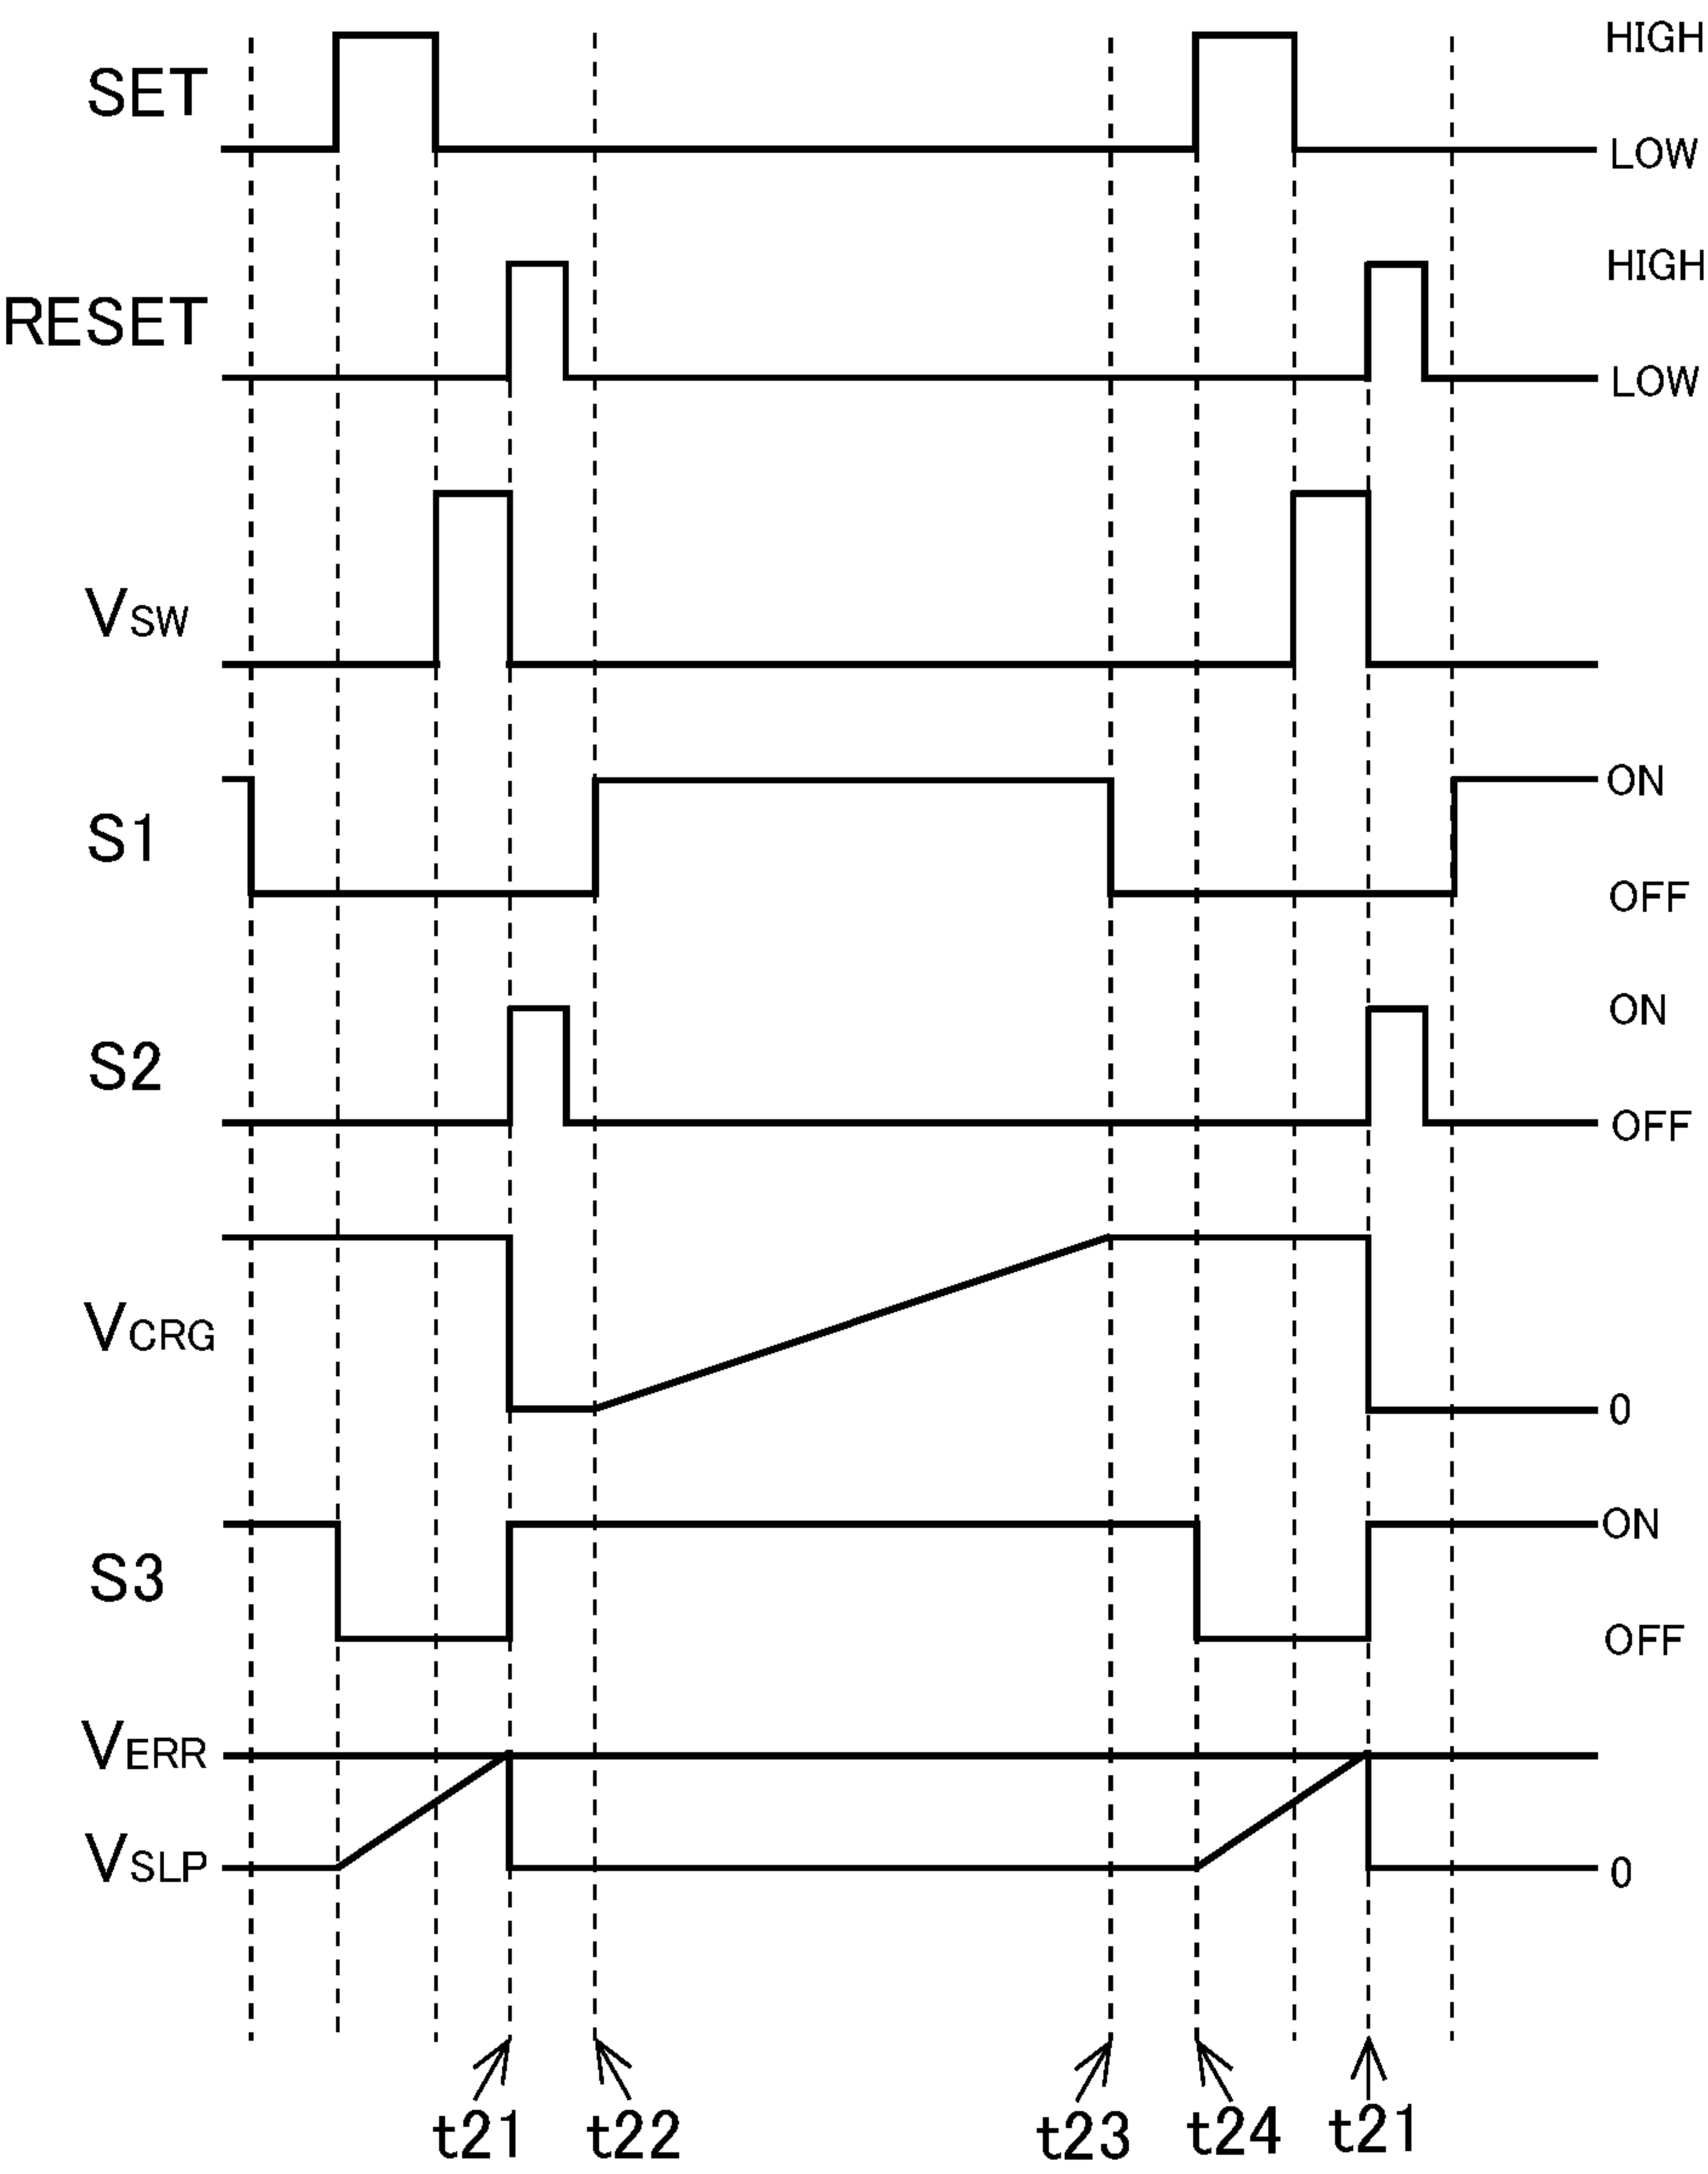 HIGH
SET
LOW
HIGH
RESET
LOW
VSW
ON
S1
OFF
ON
S2
OFF
VCRG
0
ON
S3
OFF
VERR
VSLP
0
t21 t22 t23 t24 t21